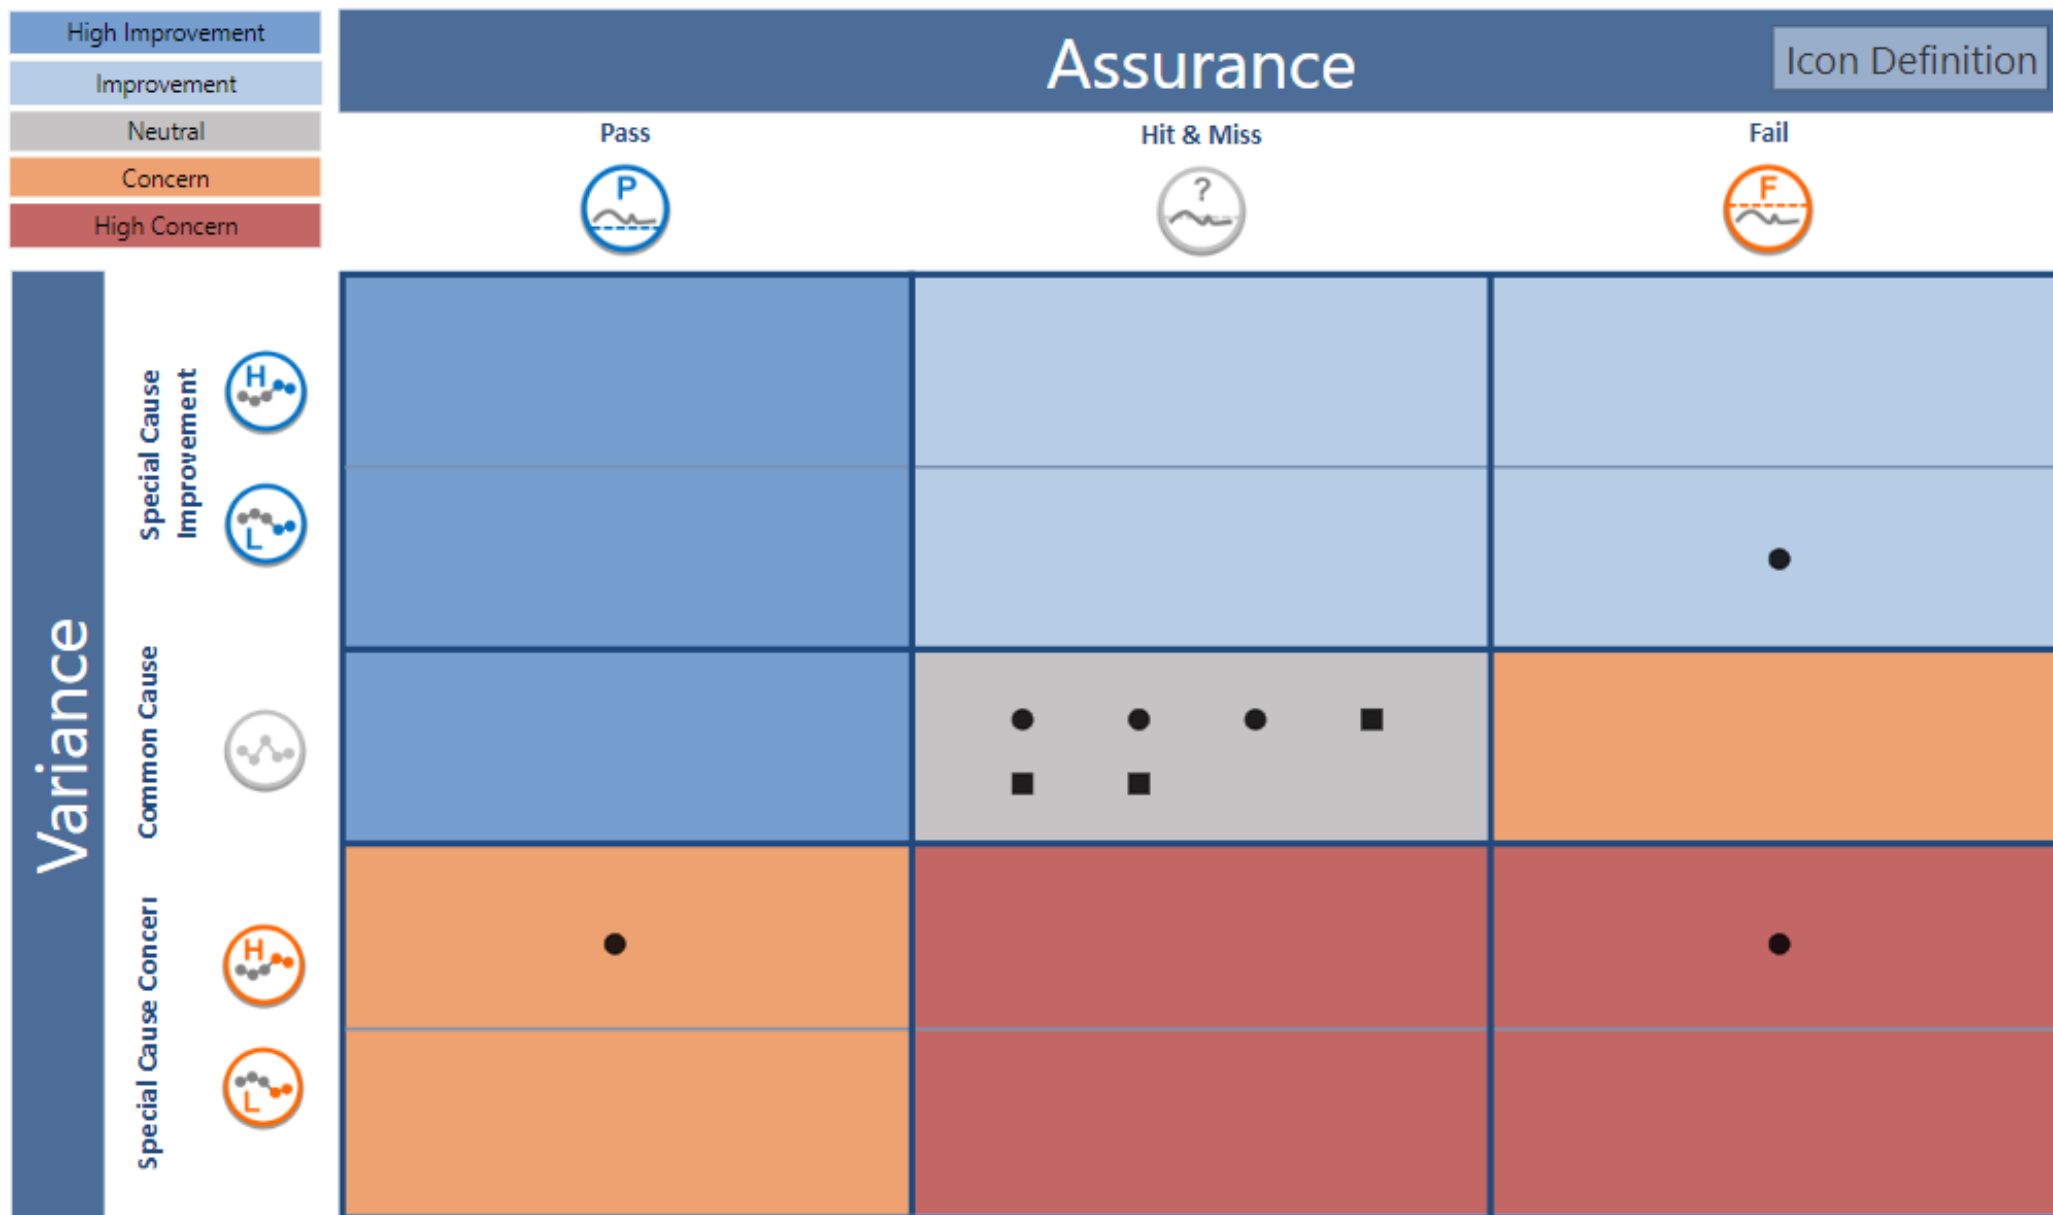 High Improvement
Improvement
Neutral
Concern
High Concern
Assurance
Icon Definition
Pass
Hit & Miss
Fail
P
?
F
Variance
Special Cause
Improvement
H
L
Common Cause
Special Cause Concer
H
L